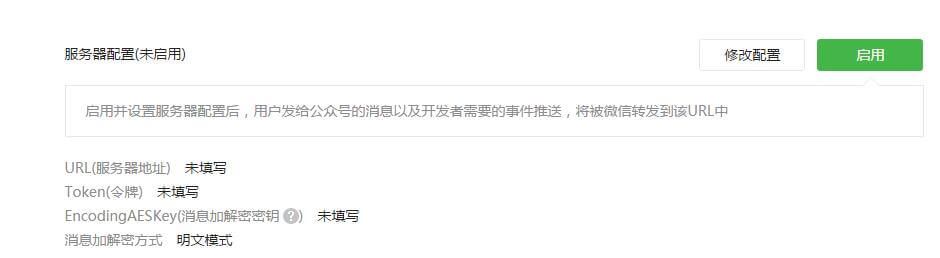 服务器配置(未启用)
修改配置
启用
启用并设置服务器配置后，用户发给公众号的消息以及开发者需要的事件推送，将被微信转发到该URL中
URL(服务器地址) 未填写
Token(令牌) 未填写
EncodingAESKey(消息加解密密钥 ?) 未填写
消息加解密方式 明文模式